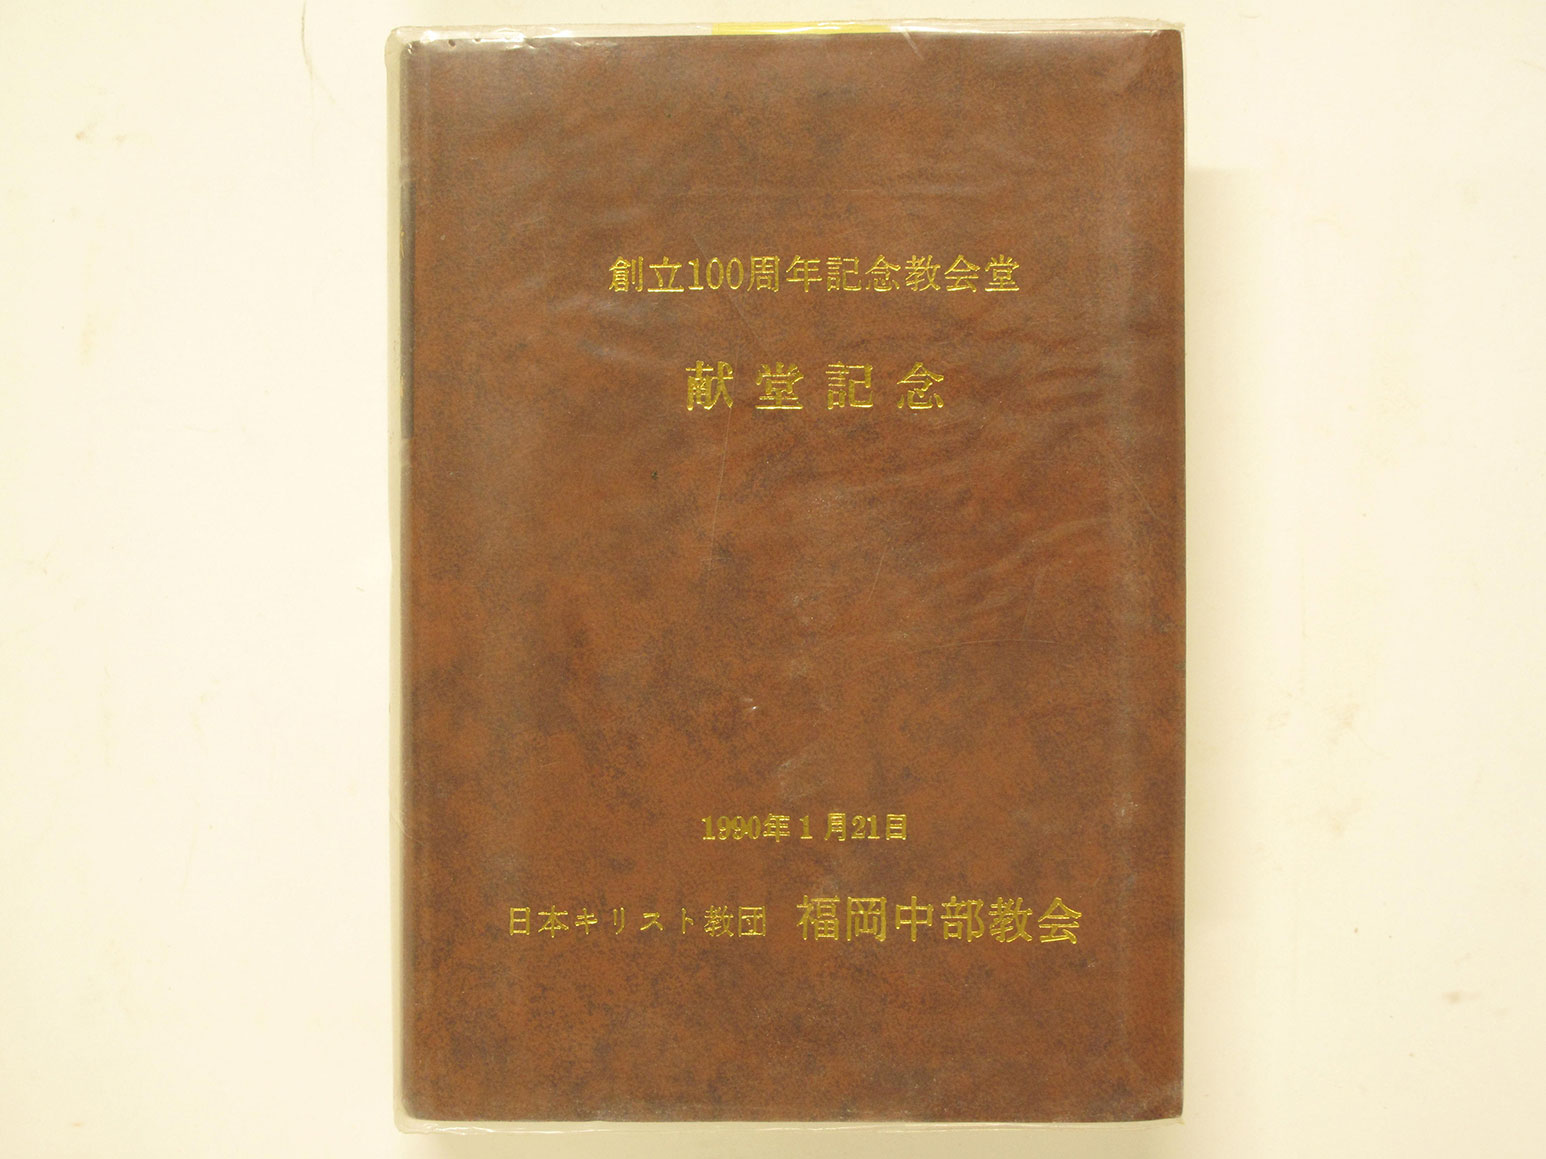 創立100周年記念教会堂
献堂記念
1990年1月21日
日本キリスト教団 福岡中部教会